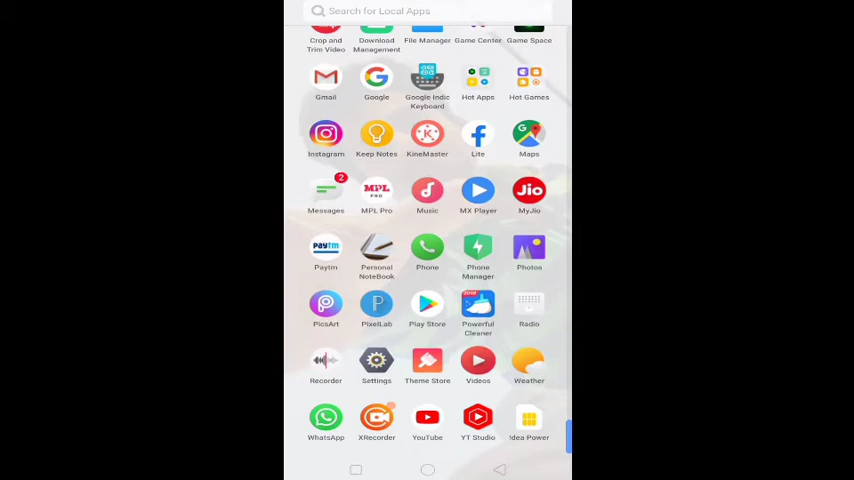 Search for Local Apps
Crop and Trim Video
Download Management
File Manager
Game Center
Game Space
Gmail
Google
Google Indic Keyboard
Hot Apps
Hot Games
Instagram
Keep Notes
KineMaster
Lite
Maps
2
Messages
MPL PRO
MPL Pro
Music
MX Player
Jio
MyJio
Paytm
Paytm
Personal NoteBook
Phone
Phone Manager
Photos
PicsArt
PixelLab
Play Store
2019
Powerful Cleaner
Radio
Recorder
Settings
Theme Store
Videos
Weather
WhatsApp
XRecorder
YouTube
YT Studio
!dea Power